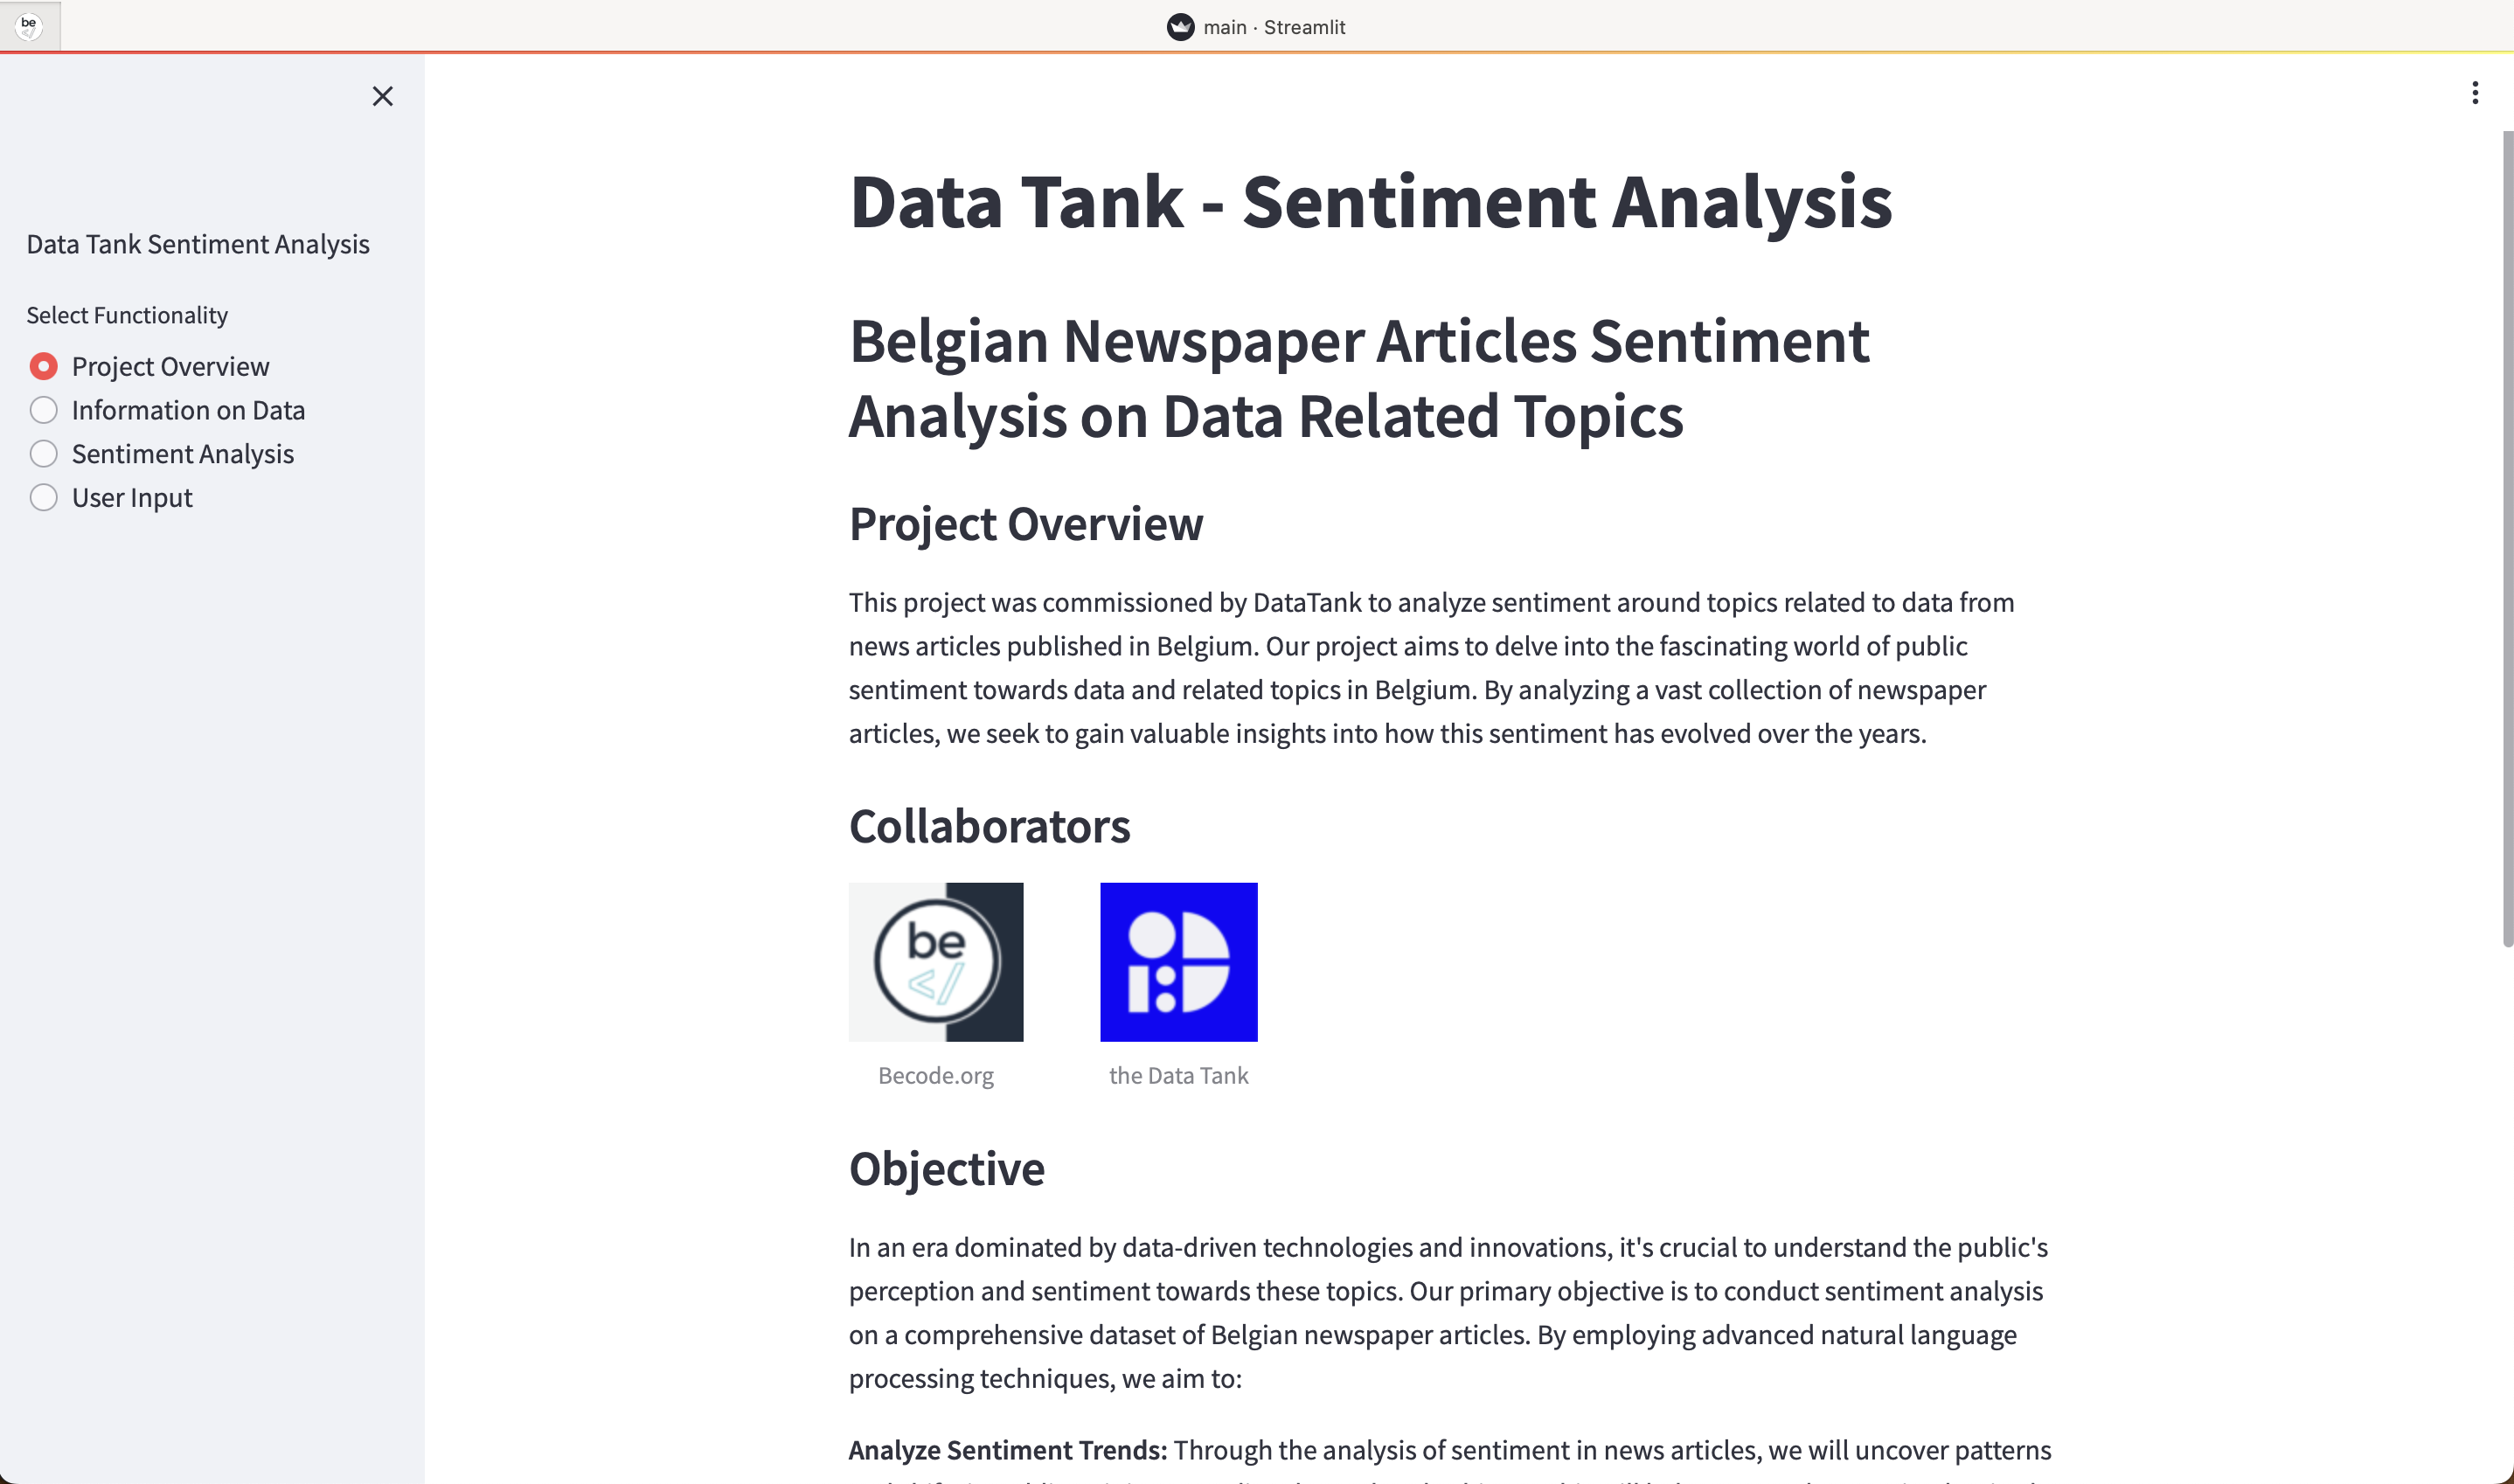 be
main · Streamlit
Data Tank Sentiment Analysis
Select Functionality
Project Overview
Information on Data
Sentiment Analysis
User Input
Data Tank - Sentiment Analysis
Belgian Newspaper Articles Sentiment
Analysis on Data Related Topics
Project Overview
This project was commissioned by DataTank to analyze sentiment around topics related to data from
news articles published in Belgium. Our project aims to delve into the fascinating world of public
sentiment towards data and related topics in Belgium. By analyzing a vast collection of newspaper
articles, we seek to gain valuable insights into how this sentiment has evolved over the years.
Collaborators
be
</
Becode.org
the Data Tank
Objective
In an era dominated by data-driven technologies and innovations, it's crucial to understand the public's
perception and sentiment towards these topics. Our primary objective is to conduct sentiment analysis
on a comprehensive dataset of Belgian newspaper articles. By employing advanced natural language
processing techniques, we aim to:
Analyze Sentiment Trends: Through the analysis of sentiment in news articles, we will uncover patterns